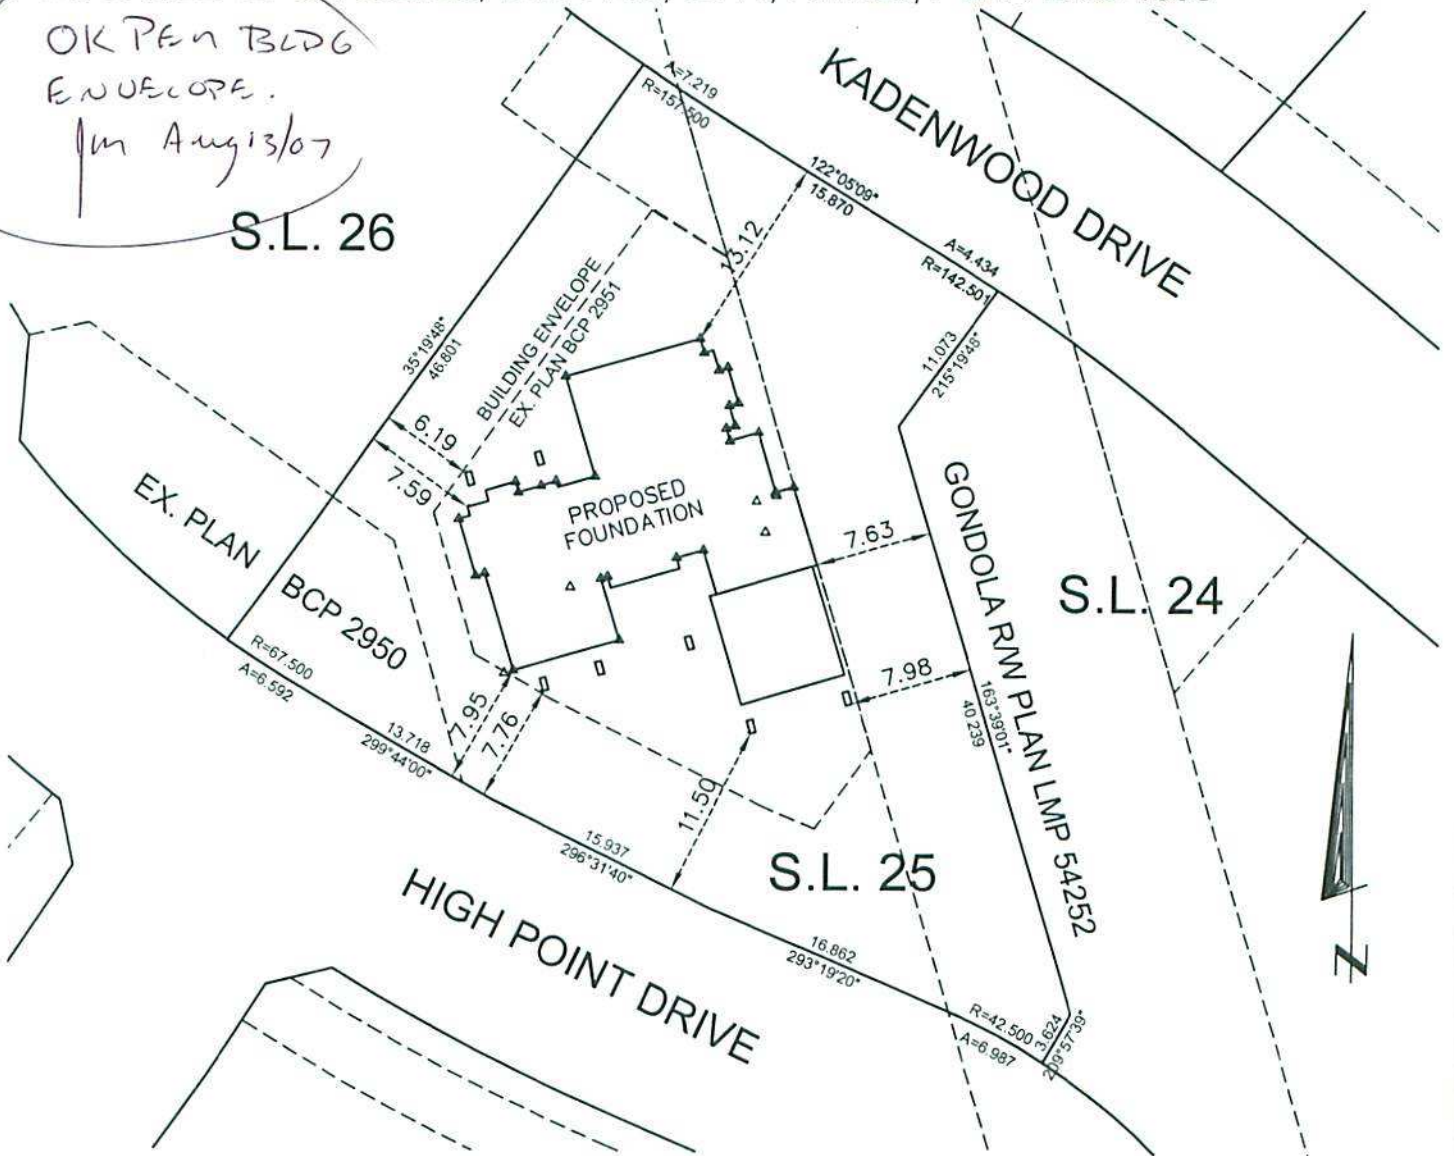 OK PER BLDG
ENVELOPE.
Aug 13/07
S.L. 26
A=7.219
R=157.500
122°05'09"
15.870
KADENWOOD DRIVE
A=4.434
R=142.501
13.12
BUILDING ENVELOPE
EX. PLAN BCP 2951
35°19'48"
46.801
11.073
215°19'48"
6.19
7.59
EX. PLAN
BCP 2950
PROPOSED
FOUNDATION
7.63
GONDOLA R/W PLAN LMP 54252
S.L. 24
R=67.500
A=6.592
7.95
7.76
7.98
163°39'01"
40.239
13.718
299°44'00"
11.50
15.937
296°31'40"
S.L. 25
HIGH POINT DRIVE
16.862
293°19'20"
R=42.500
A=6.987
3.624
209°57'39"
N